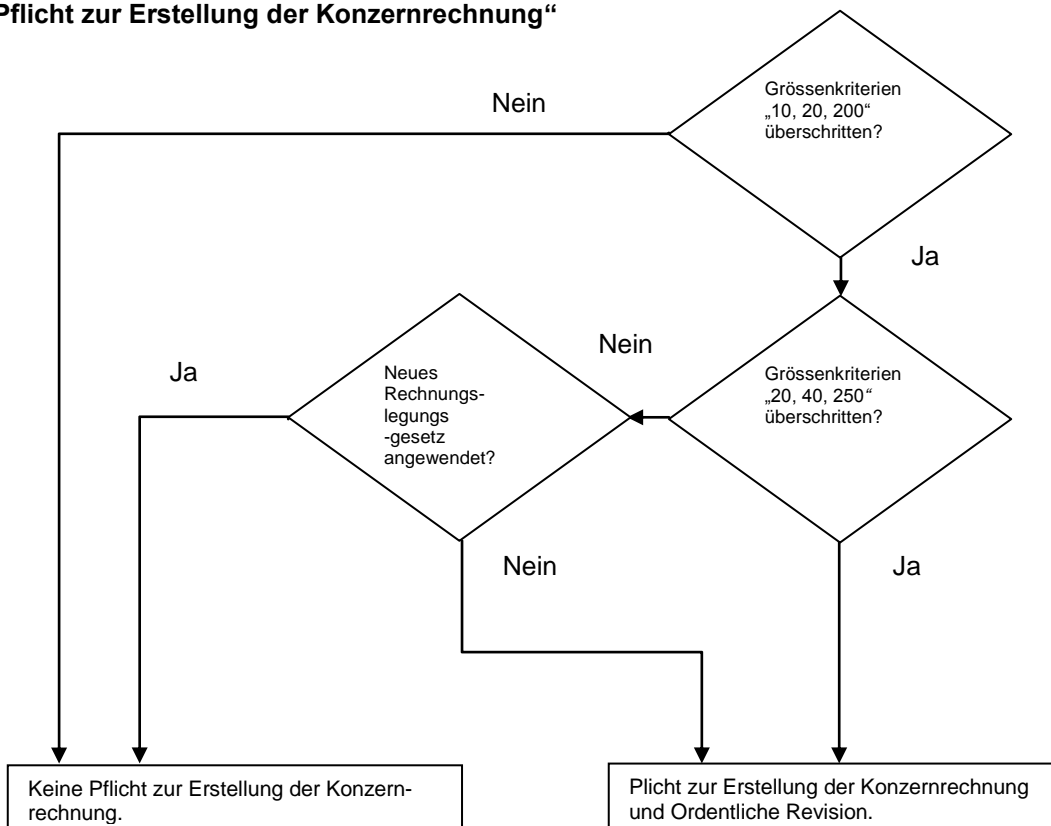 Pflicht zur Erstellung der Konzernrechnung“
Grössenkriterien
„10, 20, 200“
überschritten?
Nein
Ja
Grössenkriterien
„20, 40, 250“
überschritten?
Nein
Neues
Rechnungs-
legungs
-gesetz
angewendet?
Ja
Nein
Ja
Keine Pflicht zur Erstellung der Konzern-
rechnung.
Plicht zur Erstellung der Konzernrechnung
und Ordentliche Revision.